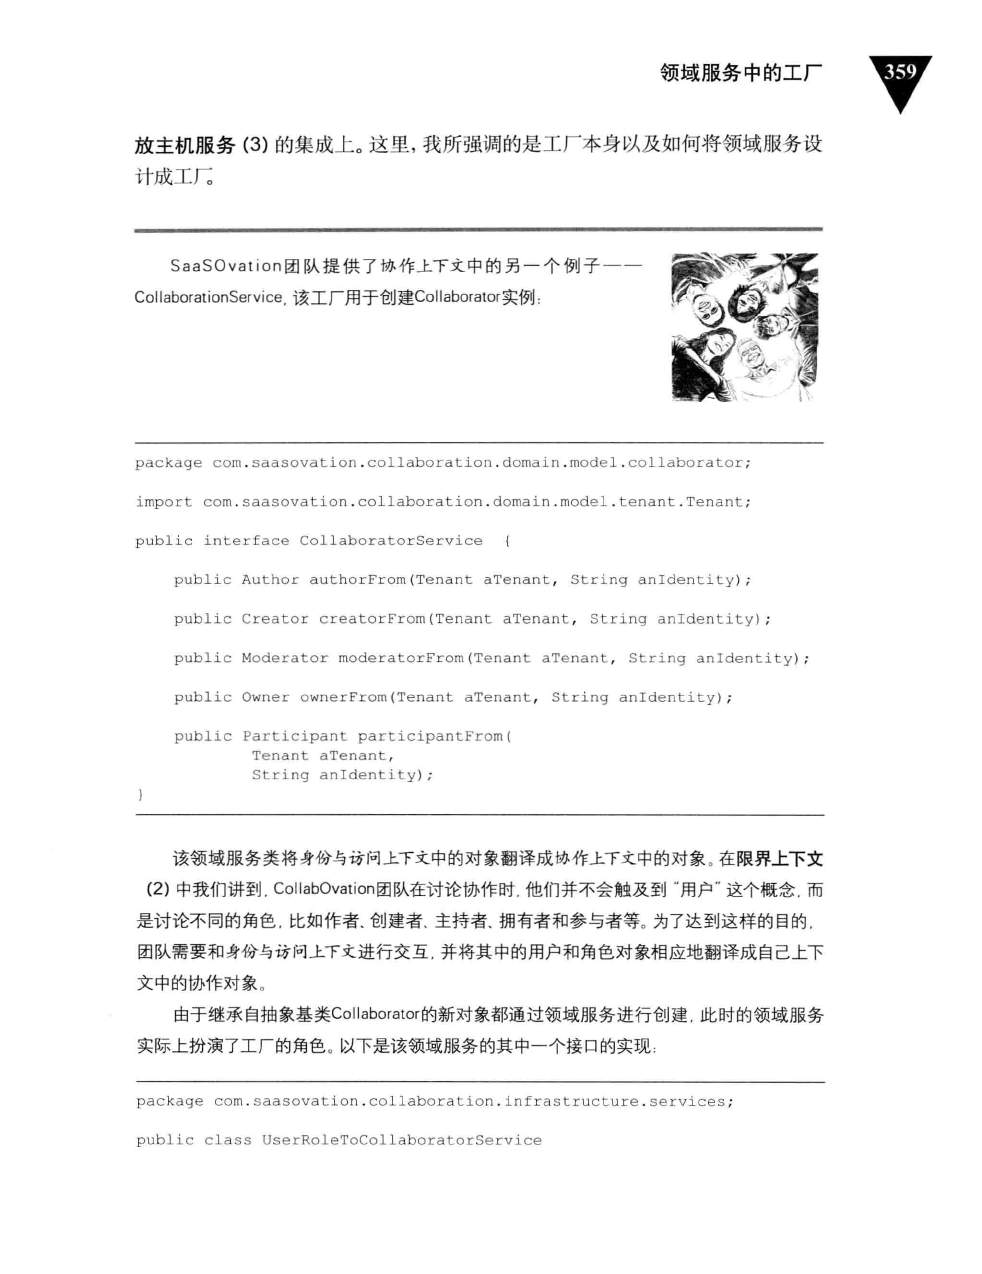 领域服务中的工厂
359
放主机服务 (3) 的集成上。这里，我所强调的是工厂本身以及如何将领域服务设
计成工厂。
SaaSOvation团队提供了协作上下文中的另一个例子——
CollaborationService, 该工厂用于创建Collaborator实例：
package com.saasovation.collaboration.domain.model.collaborator;
import com.saasovation.collaboration.domain.model.tenant.Tenant;
public interface CollaboratorService  {
public Author authorFrom(Tenant aTenant, String anIdentity);
public Creator creatorFrom(Tenant aTenant, String anIdentity);
public Moderator moderatorFrom(Tenant aTenant, String anIdentity);
public Owner ownerFrom(Tenant aTenant, String anIdentity);
public Participant participantFrom(
Tenant aTenant,
String anIdentity);
}
该领域服务类将身份与访问上下文中的对象翻译成协作上下文中的对象。在限界上下文
(2) 中我们讲到，CollabOvation团队在讨论协作时，他们并不会触及到“用户”这个概念，而
是讨论不同的角色，比如作者、创建者、主持者、拥有者和参与者等。为了达到这样的目的，
团队需要和身份与访问上下文进行交互，并将其中的用户和角色对象相应地翻译成自己上下
文中的协作对象。
由于继承自抽象基类Collaborator的新对象都通过领域服务进行创建，此时的领域服务
实际上扮演了工厂的角色。以下是该领域服务的其中一个接口的实现：
package com.saasovation.collaboration.infrastructure.services;
public class UserRoleToCollaboratorService